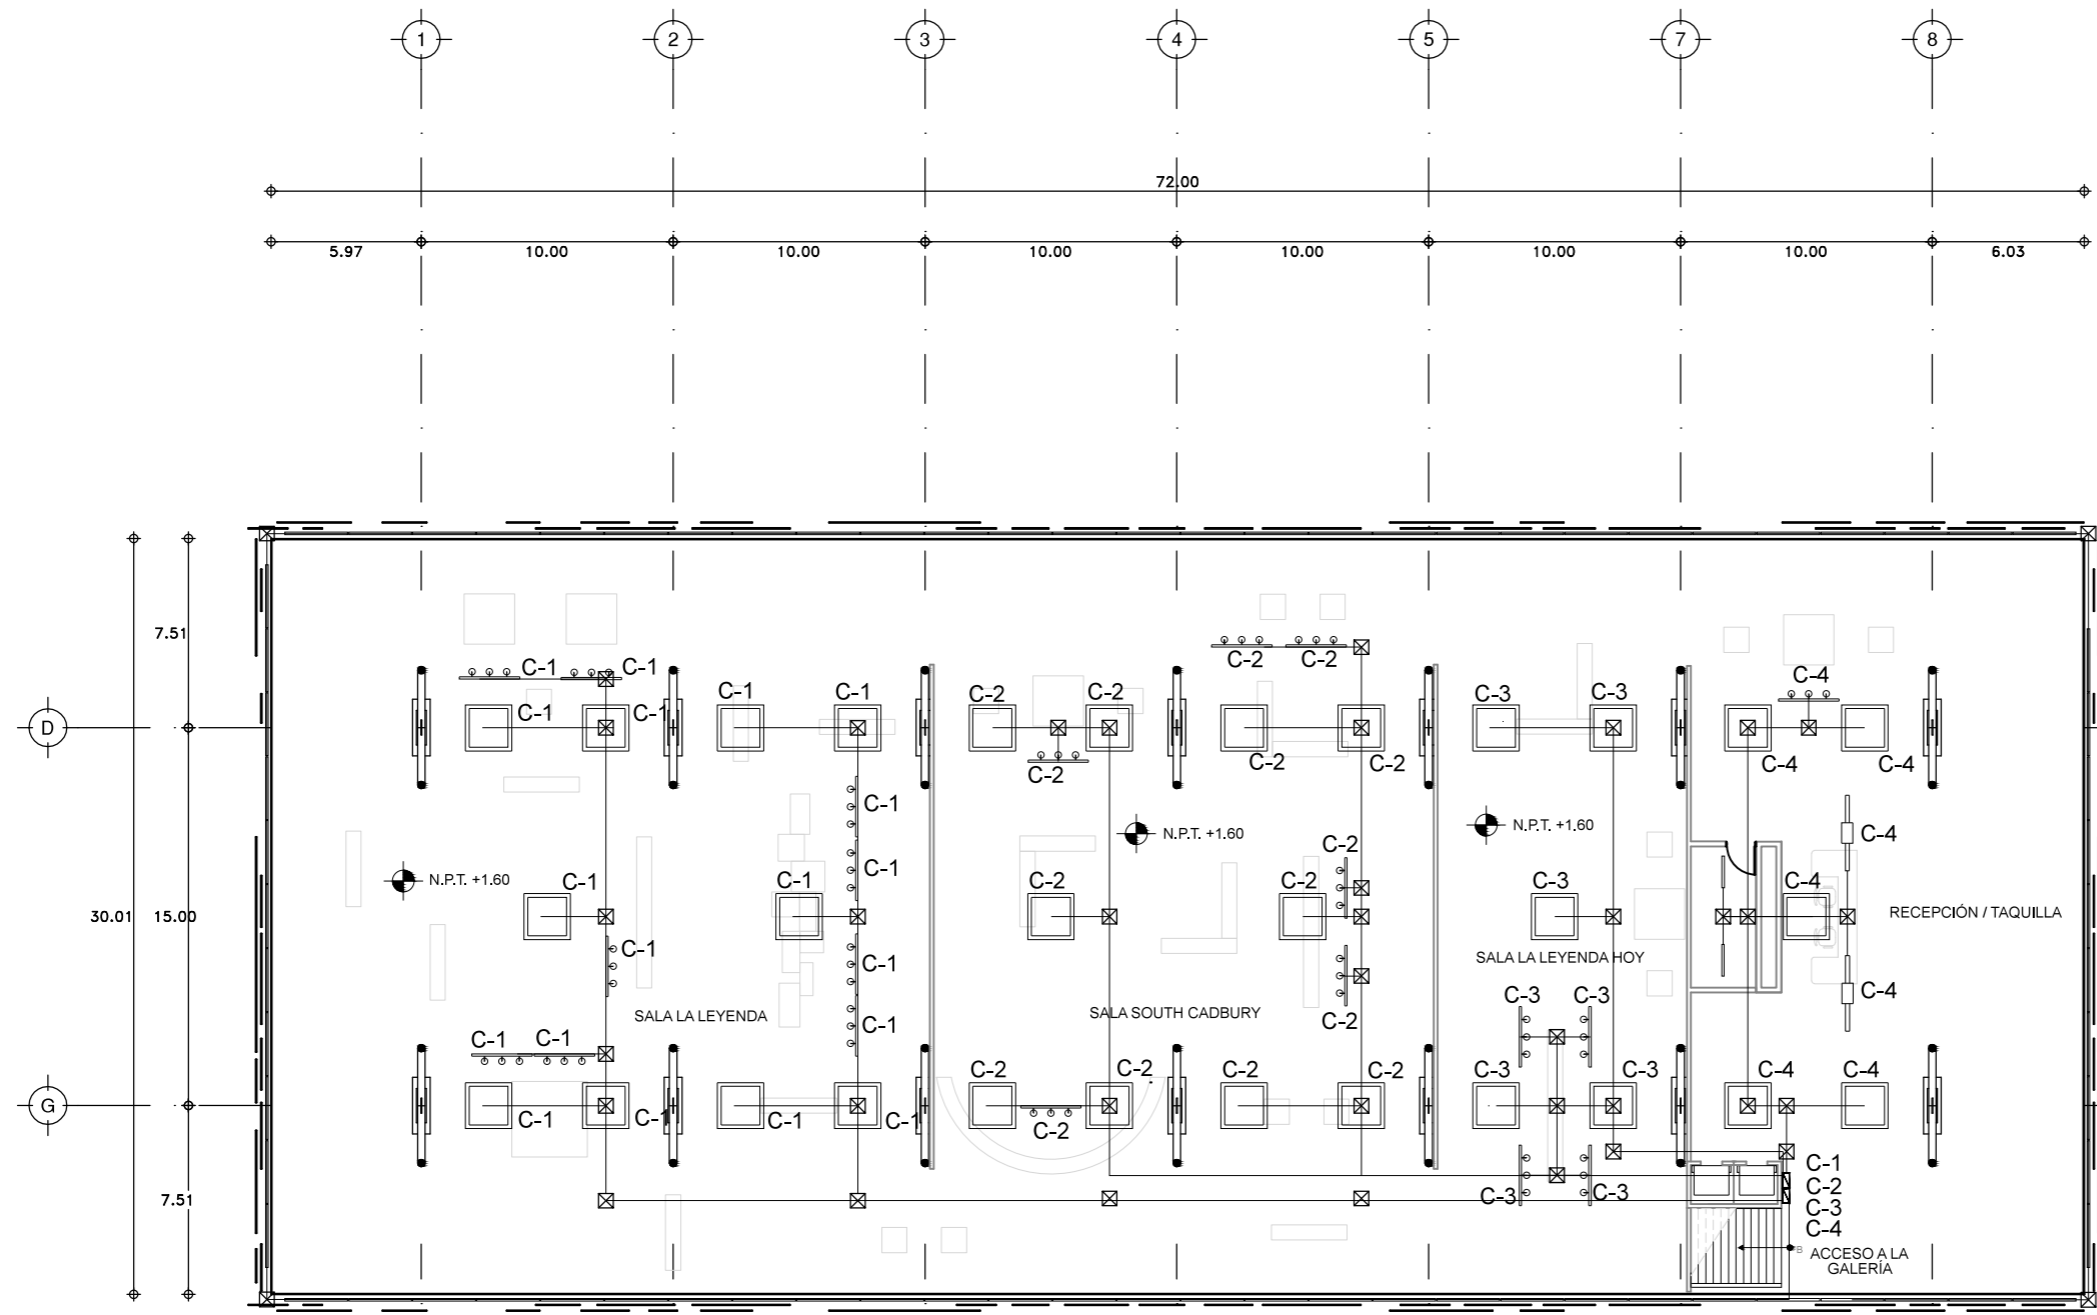 1 2 3 4 5 7 8
72.00
5.97 10.00 10.00 10.00 10.00 10.00 10.00 6.03
7.51
C-2 C-2
C-1 C-1 C-4
C-1 C-1 C-2 C-2 C-3 C-3
D C-1 C-1
C-2 C-2 C-2 C-4 C-4
C-1
N.P.T. +1.60 N.P.T. +1.60
C-4
C-1 C-2
N.P.T. +1.60 C-1 C-1 C-2 C-2 C-3 C-4
30.01 15.00 RECEPCIÓN / TAQUILLA
C-1 C-1 SALA LA LEYENDA HOY
C-4
C-3 C-3
SALA LA LEYENDA SALA SOUTH CADBURY C-2
C-1 C-1 C-1
C-2 C-2 C-2 C-2 C-3 C-3 C-4 C-4
G C-1 C-1 C-1 C-1
C-2
C-1
C-3 C-3 C-2
7.51 C-3
C-4
ACCESO A LA
GALERÍA